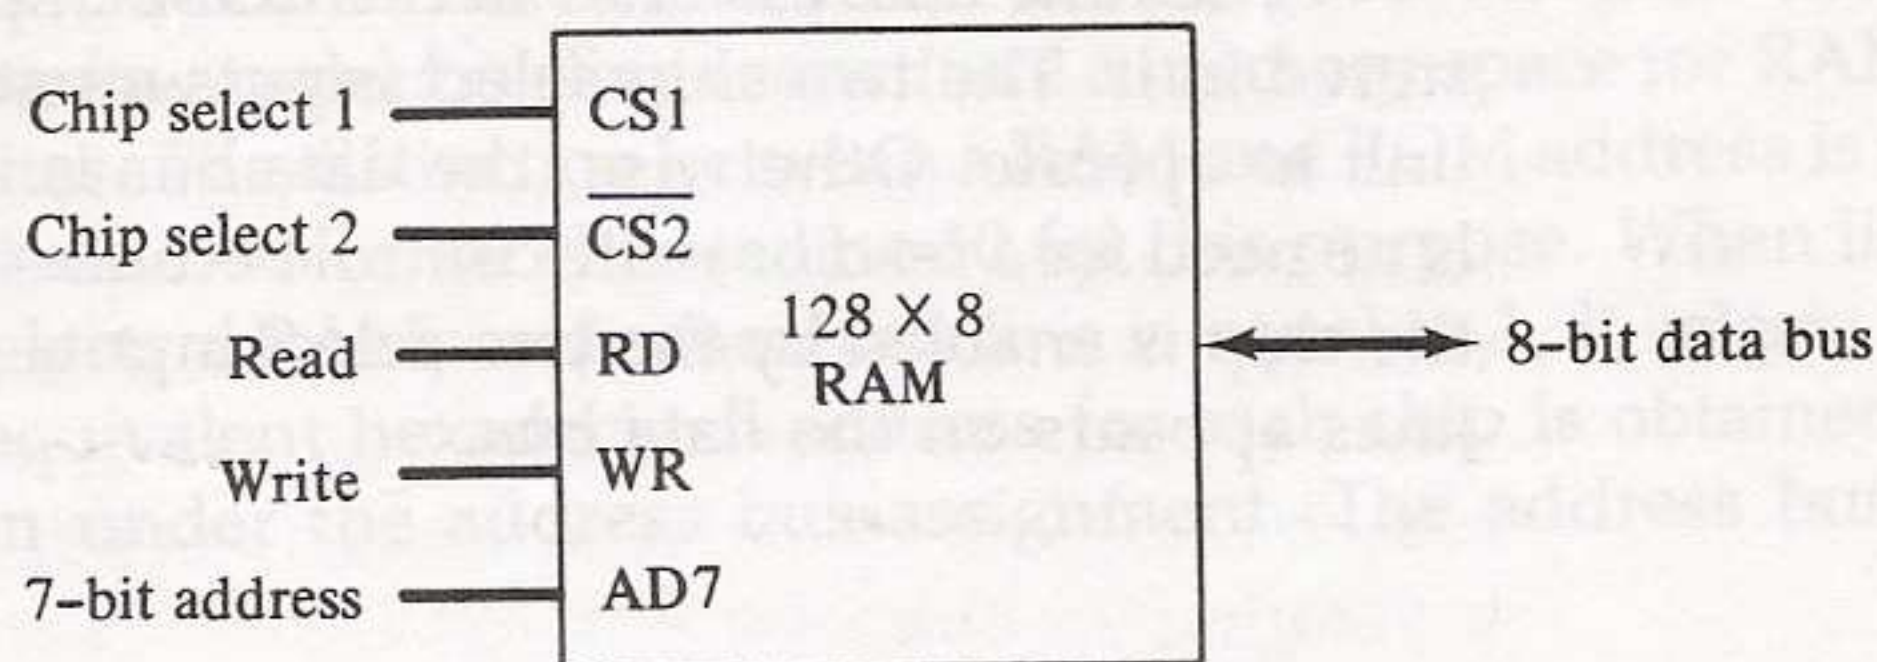 Chip select 1 CS1
Chip select 2 C̅S̅2̅
Read RD 128 × 8 8-bit data bus
RAM
Write WR
7-bit address AD7